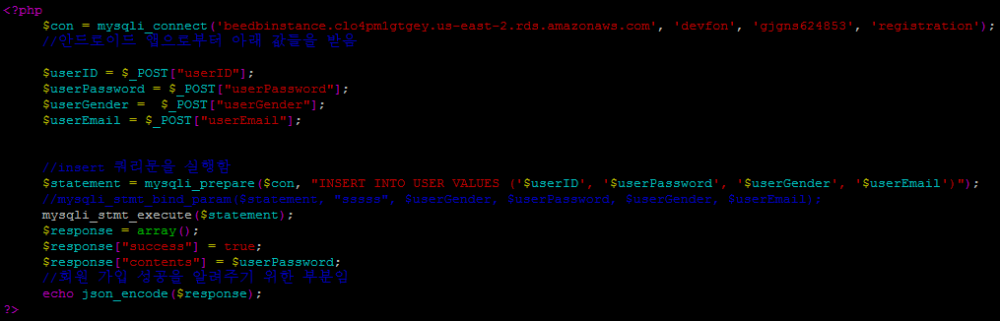 <?php
$con = mysqli_connect('beedbinstance.clo4pmlgtgey.us-east-2.rds.amazonaws.com', 'devfon', 'gjgns624853', 'registration');
//안드로이드 앱으로부터 아래 값들을 받음
$userID = $_POST["userID"];
$userPassword = $_POST["userPassword"];
$userGender =  $_POST["userGender"];
$userEmail = $_POST["userEmail"];
//insert 쿼리문을 실행함
$statement = mysqli_prepare($con, "INSERT INTO USER VALUES ('$userID', '$userPassword', '$userGender', '$userEmail')");
//mysqli_stmt_bind_param($statement, "sssss", $userGender, $userPassword, $userGender, $userEmail);
mysqli_stmt_execute($statement);
$response = array();
$response["success"] = true;
$response["contents"] = $userPassword;
//회원 가입 성공을 알려주기 위한 부분임
echo json_encode($response);
?>